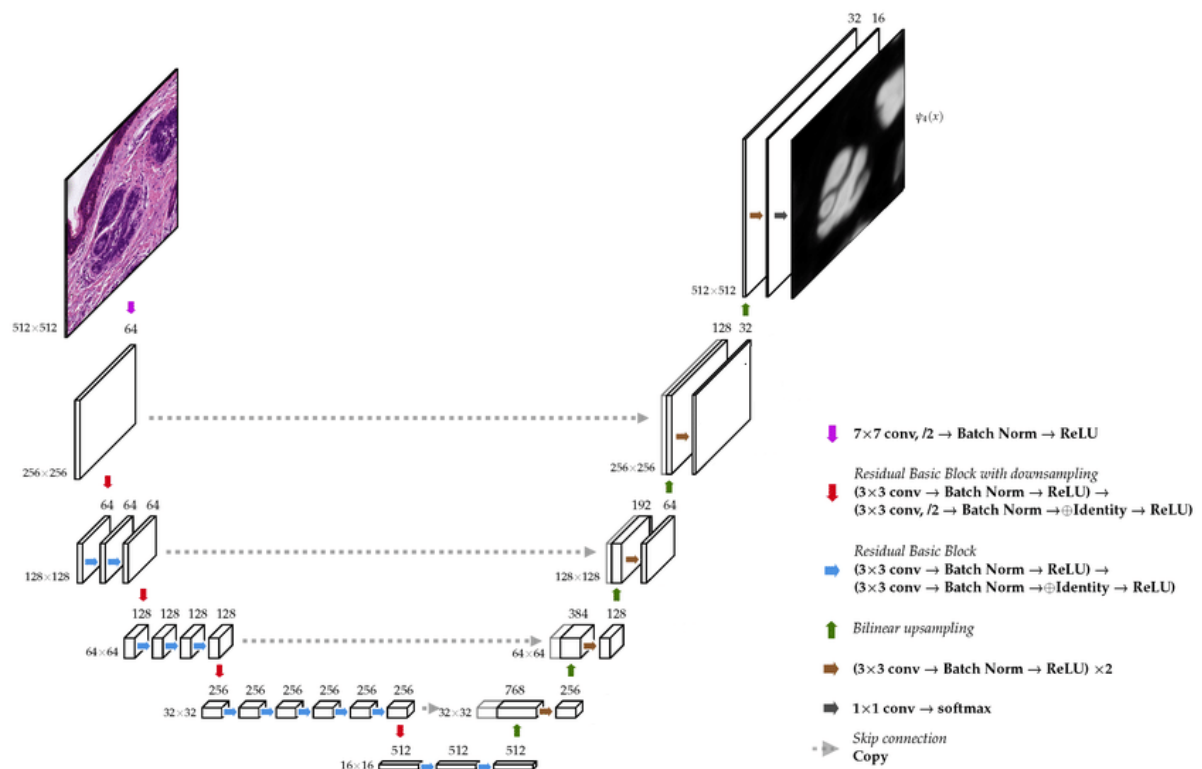 32 16
ψ₄(x)
512×512
512×512 64
128 32
256×256
256×256
64 64 64
192 64
128×128
128×128
128 128 128 128
384 128
64×64
64×64
256 256 256 256 256 256
768 256
32×32
32×32
512 512 512
16×16
7×7 conv, /2 → Batch Norm → ReLU
Residual Basic Block with downsampling
(3×3 conv → Batch Norm → ReLU) →
(3×3 conv, /2 → Batch Norm →⊕Identity → ReLU)
Residual Basic Block
(3×3 conv → Batch Norm → ReLU) →
(3×3 conv → Batch Norm →⊕Identity → ReLU)
Bilinear upsampling
(3×3 conv → Batch Norm → ReLU) ×2
1×1 conv → softmax
Skip connection
Copy